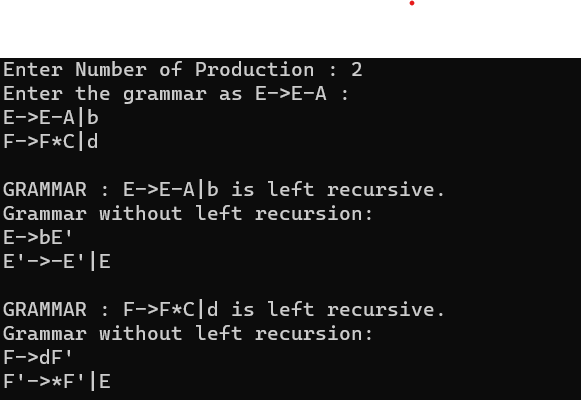 Enter Number of Production : 2
Enter the grammar as E->E-A :
E->E-A|b
F->F*C|d
GRAMMAR : E->E-A|b is left recursive.
Grammar without left recursion:
E->bE'
E'->-E'|E
GRAMMAR : F->F*C|d is left recursive.
Grammar without left recursion:
F->dF'
F'->*F'|E